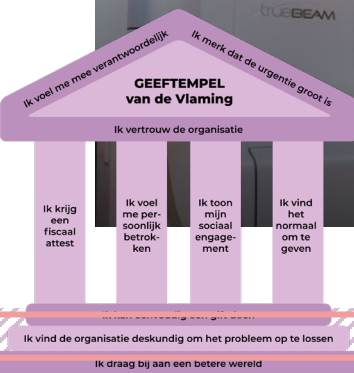 trueBEAM
Ik voel me mee verantwoordelijk
Ik merk dat de urgentie groot is
GEEFTEMPEL
van de Vlaming
Ik vertrouw de organisatie
Ik krijg
een
fiscaal
attest
Ik voel
me per-
soonlijk
betrok-
ken
Ik toon
mijn
sociaal
engage-
ment
Ik vind
het
normaal
om te
geven
Ik vind de organisatie deskundig om het probleem op te lossen
Ik draag bij aan een betere wereld